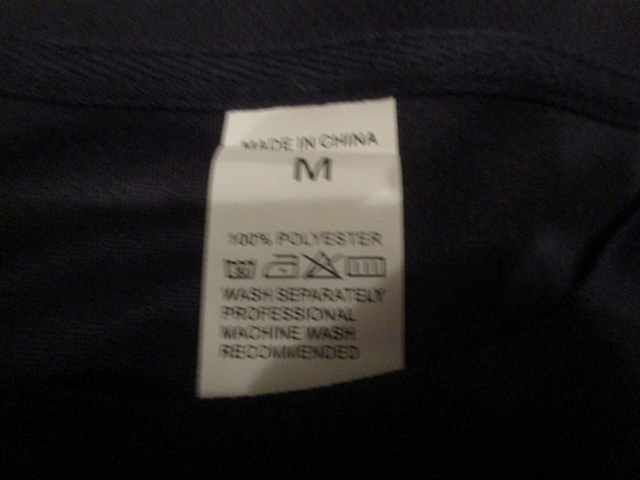 MADE IN CHINA
M
100% POLYESTER
WASH SEPARATELY
PROFESSIONAL
MACHINE WASH
RECOMMENDED